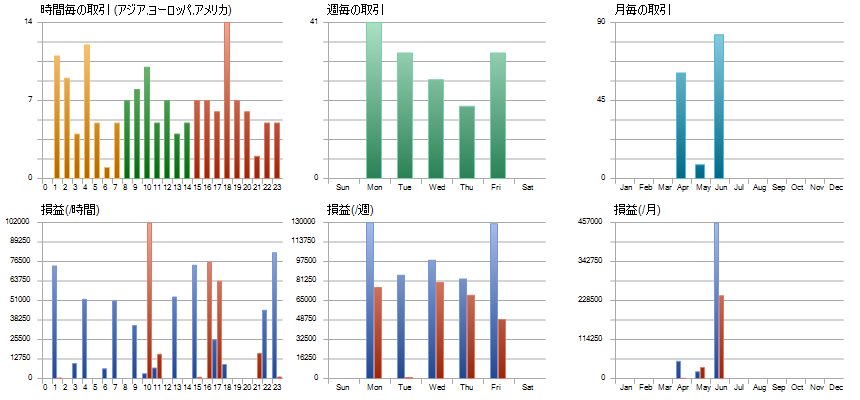 時間毎の取引 (アジア,ヨーロッパ,アメリカ)
14
7
0
0 1 2 3 4 5 6 7 8 9 10 11 12 13 14 15 16 17 18 19 20 21 22 23
週毎の取引
41
0
Sun Mon Tue Wed Thu Fri Sat
月毎の取引
90
45
0
Jan Feb Mar Apr May Jun Jul Aug Sep Oct Nov Dec
損益(/時間)
102000
89250
76500
63750
51000
38250
25500
12750
0
0 1 2 3 4 5 6 7 8 9 10 11 12 13 14 15 16 17 18 19 20 21 22 23
損益(/週)
130000
113750
97500
81250
65000
48750
32500
16250
0
Sun Mon Tue Wed Thu Fri Sat
損益(/月)
457000
342750
228500
114250
0
Jan Feb Mar Apr May Jun Jul Aug Sep Oct Nov Dec